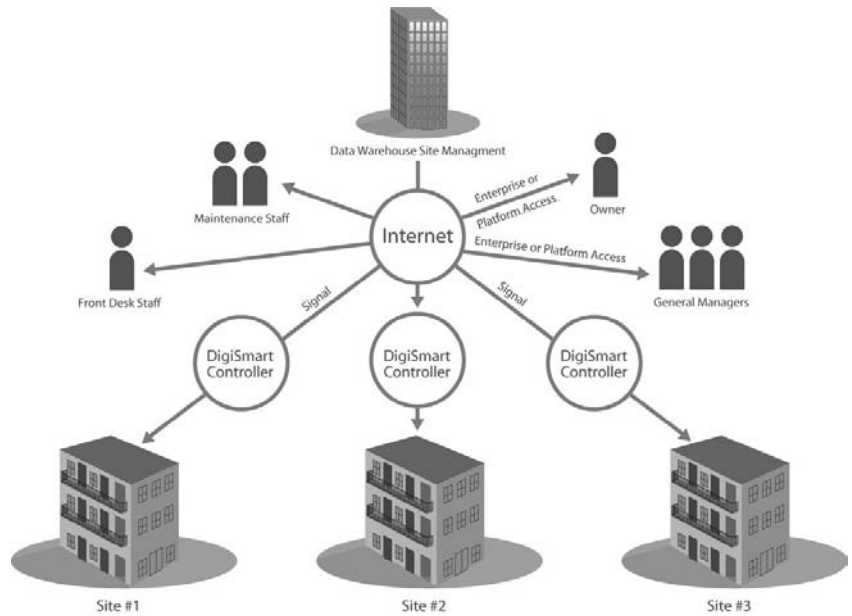 Data Warehouse Site Managment
Maintenance Staff
Enterprise or
Platform Access
Owner
Internet
Enterprise or Platform Access
Front Desk Staff
General Managers
Signal
Signal
DigiSmart
Controller
DigiSmart
Controller
DigiSmart
Controller
Site #1
Site #2
Site #3